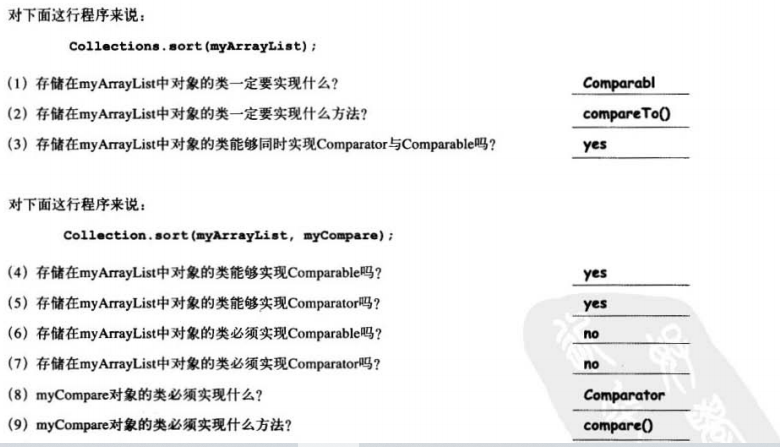 对下面这行程序来说：
Collections.sort(myArrayList);
（1）存储在myArrayList中对象的类一定要实现什么？ Comparabl
（2）存储在myArrayList中对象的类一定要实现什么方法？ compareTo()
（3）存储在myArrayList中对象的类能够同时实现Comparator与Comparable吗？ yes
对下面这行程序来说：
Collection.sort(myArrayList, myCompare);
（4）存储在myArrayList中对象的类能够实现Comparable吗？ yes
（5）存储在myArrayList中对象的类能够实现Comparator吗？ yes
（6）存储在myArrayList中对象的类必须实现Comparable吗？ no
（7）存储在myArrayList中对象的类必须实现Comparator吗？ no
（8）myCompare对象的类必须实现什么？ Comparator
（9）myCompare对象的类必须实现什么方法？ compare()